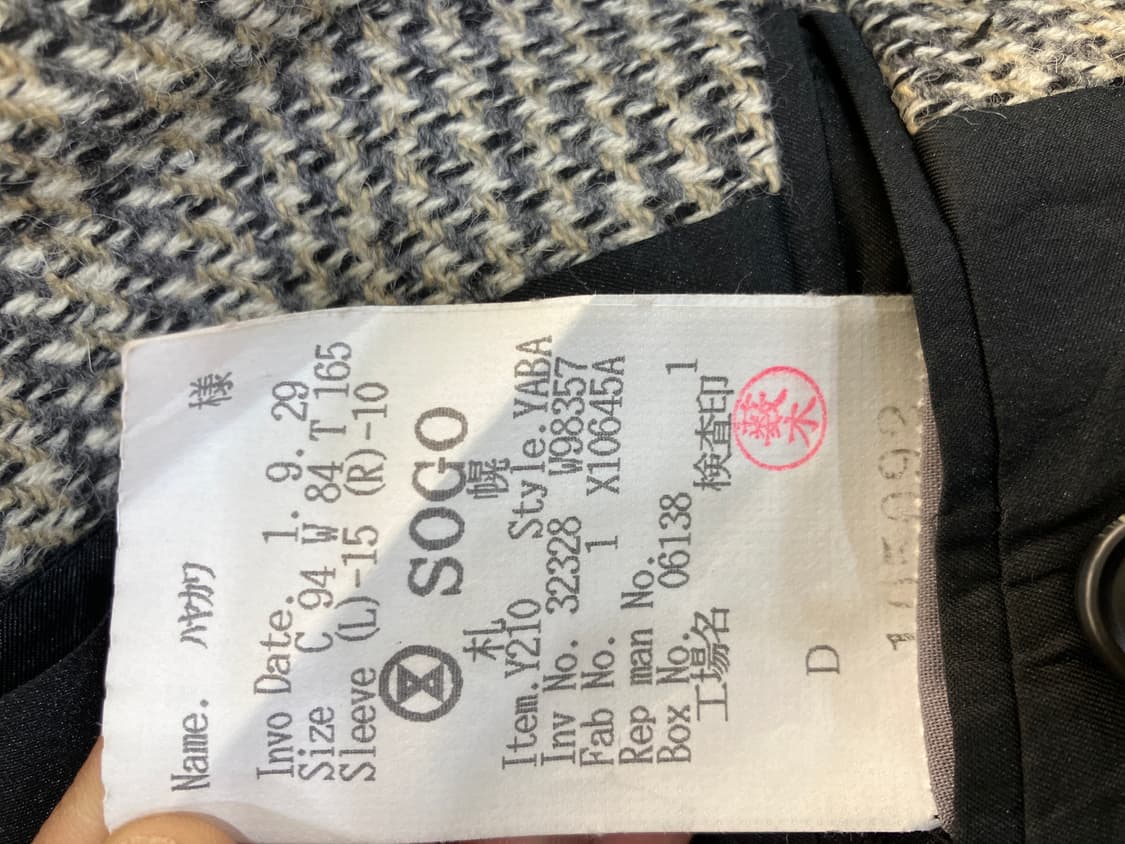 Name. ハヤカワ 様
Invo Date. 1. 9. 29
Size C 94 W 84 T 165
Sleeve (L)-15 (R)-10
SOGO
札 幌
Item.Y210 Style.YABA
Inv No. 32328 W98357
Fab No. 1 X10645A
Rep man No.
Box No. 06138 1
工場名 検査印
D